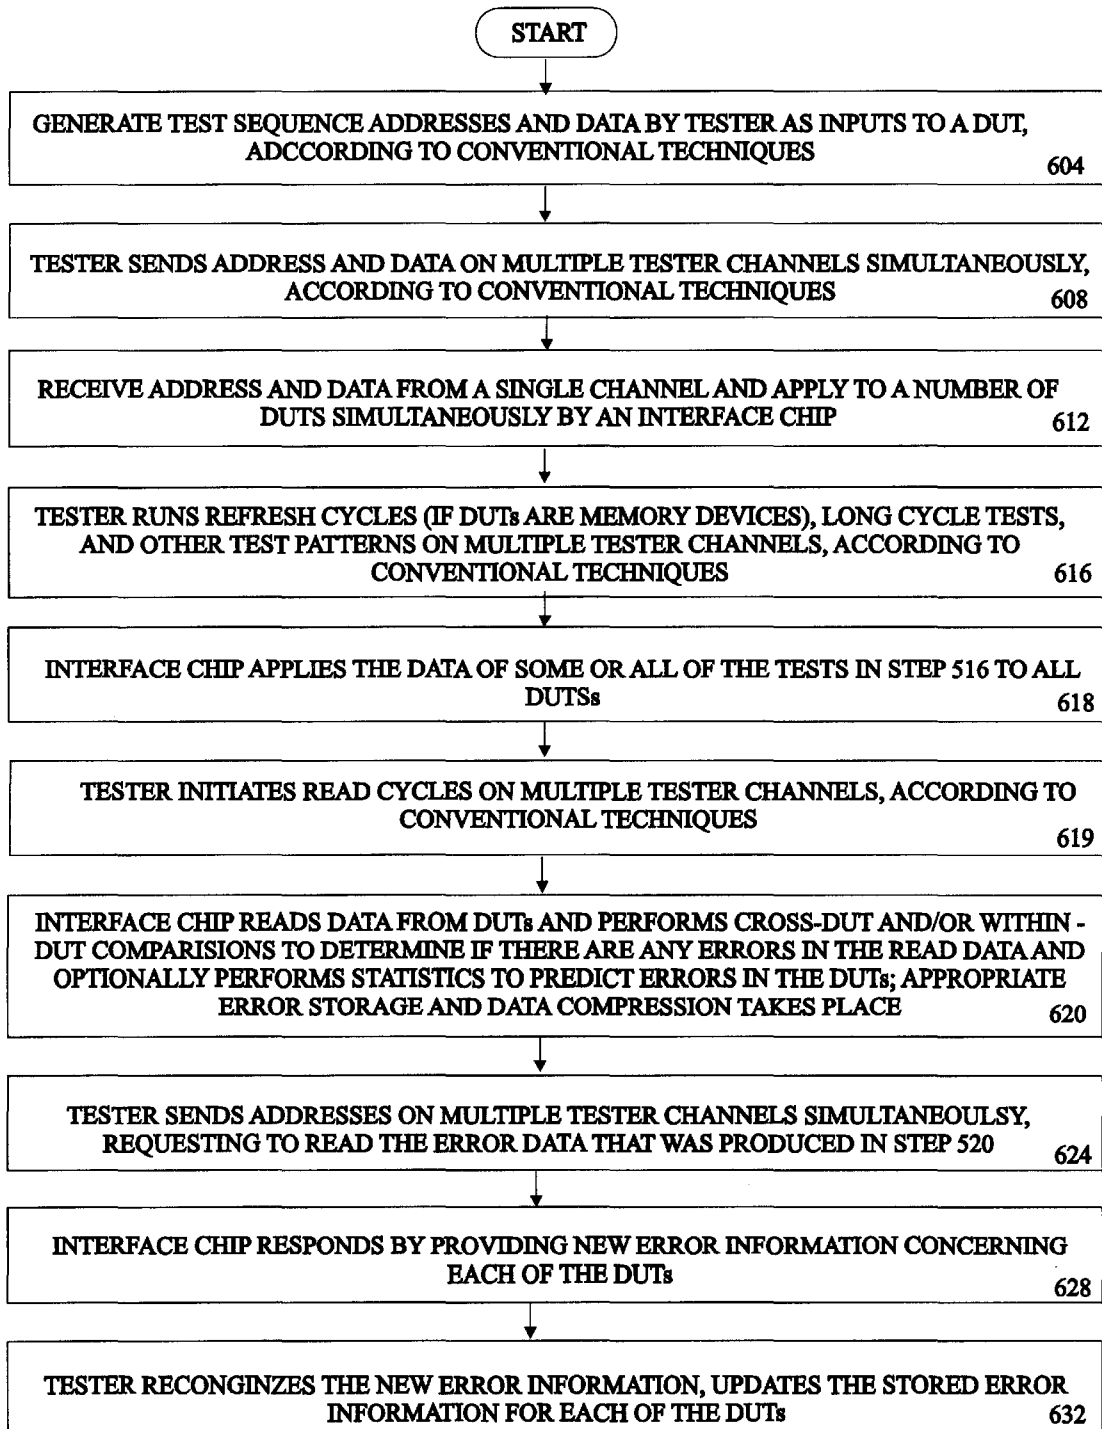 START
GENERATE TEST SEQUENCE ADDRESSES AND DATA BY TESTER AS INPUTS TO A DUT,
ADCCORDING TO CONVENTIONAL TECHNIQUES
604
TESTER SENDS ADDRESS AND DATA ON MULTIPLE TESTER CHANNELS SIMULTANEOUSLY,
ACCORDING TO CONVENTIONAL TECHNIQUES
608
RECEIVE ADDRESS AND DATA FROM A SINGLE CHANNEL AND APPLY TO A NUMBER OF
DUTS SIMULTANEOUSLY BY AN INTERFACE CHIP
612
TESTER RUNS REFRESH CYCLES (IF DUTs ARE MEMORY DEVICES), LONG CYCLE TESTS,
AND OTHER TEST PATTERNS ON MULTIPLE TESTER CHANNELS, ACCORDING TO
CONVENTIONAL TECHNIQUES
616
INTERFACE CHIP APPLIES THE DATA OF SOME OR ALL OF THE TESTS IN STEP 516 TO ALL
DUTSs
618
TESTER INITIATES READ CYCLES ON MULTIPLE TESTER CHANNELS, ACCORDING TO
CONVENTIONAL TECHNIQUES
619
INTERFACE CHIP READS DATA FROM DUTs AND PERFORMS CROSS-DUT AND/OR WITHIN -
DUT COMPARISIONS TO DETERMINE IF THERE ARE ANY ERRORS IN THE READ DATA AND
OPTIONALLY PERFORMS STATISTICS TO PREDICT ERRORS IN THE DUTs; APPROPRIATE
ERROR STORAGE AND DATA COMPRESSION TAKES PLACE
620
TESTER SENDS ADDRESSES ON MULTIPLE TESTER CHANNELS SIMULTANEOULSY,
REQUESTING TO READ THE ERROR DATA THAT WAS PRODUCED IN STEP 520
624
INTERFACE CHIP RESPONDS BY PROVIDING NEW ERROR INFORMATION CONCERNING
EACH OF THE DUTs
628
TESTER RECONGINZES THE NEW ERROR INFORMATION, UPDATES THE STORED ERROR
INFORMATION FOR EACH OF THE DUTs
632